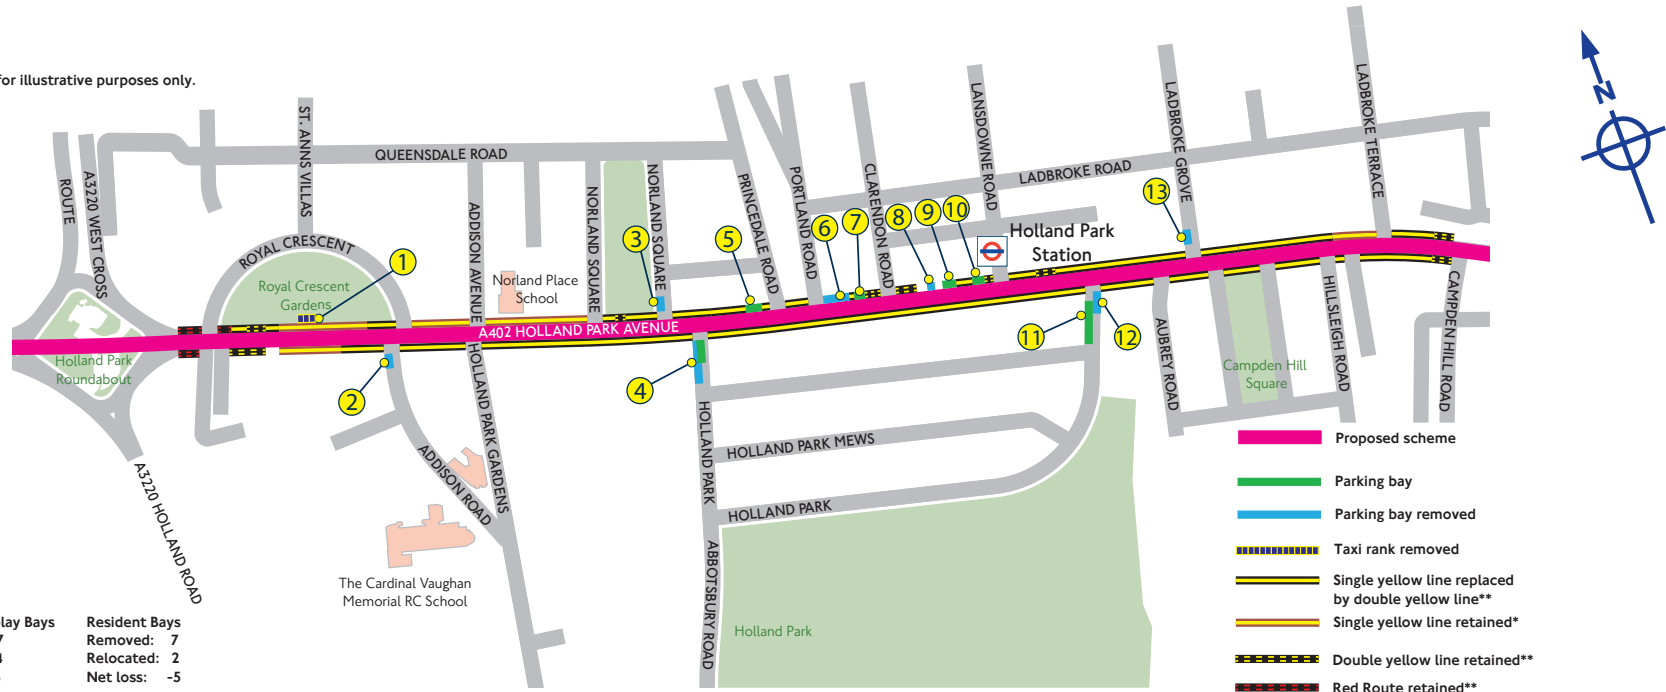 for illustrative purposes only.
ST. ANNS VILLAS
QUEENSDALE ROAD
ROUTE
A3220 WEST CROSS
ROYAL CRESCENT
Royal Crescent
Gardens
1
ADDISON AVENUE
Norland Place
School
NORLAND SQUARE
NORLAND SQUARE
3
5
PRINCEDALE ROAD
PORTLAND ROAD
6
7
CLARENDON ROAD
8
9
10
LANSDOWNE ROAD
LADBROKE ROAD
Holland Park
Station
13
LADBROKE GROVE
LADBROKE TERRACE
N
A402 HOLLAND PARK AVENUE
Holland Park
Roundabout
2
4
11
12
HOLLAND PARK GARDENS
ADDISON ROAD
HOLLAND PARK
HOLLAND PARK MEWS
HOLLAND PARK
AUBREY ROAD
Campden Hill
Square
HILLSLEIGH ROAD
CAMPDEN HILL ROAD
A3220 HOLLAND ROAD
The Cardinal Vaughan
Memorial RC School
ABBOTSBURY ROAD
Holland Park
Proposed scheme
Parking bay
Parking bay removed
Taxi rank removed
Single yellow line replaced
by double yellow line**
Single yellow line retained*
Double yellow line retained**
Red Route retained**
lay Bays
7
4
Resident Bays
Removed: 7
Relocated: 2
Net loss: -5